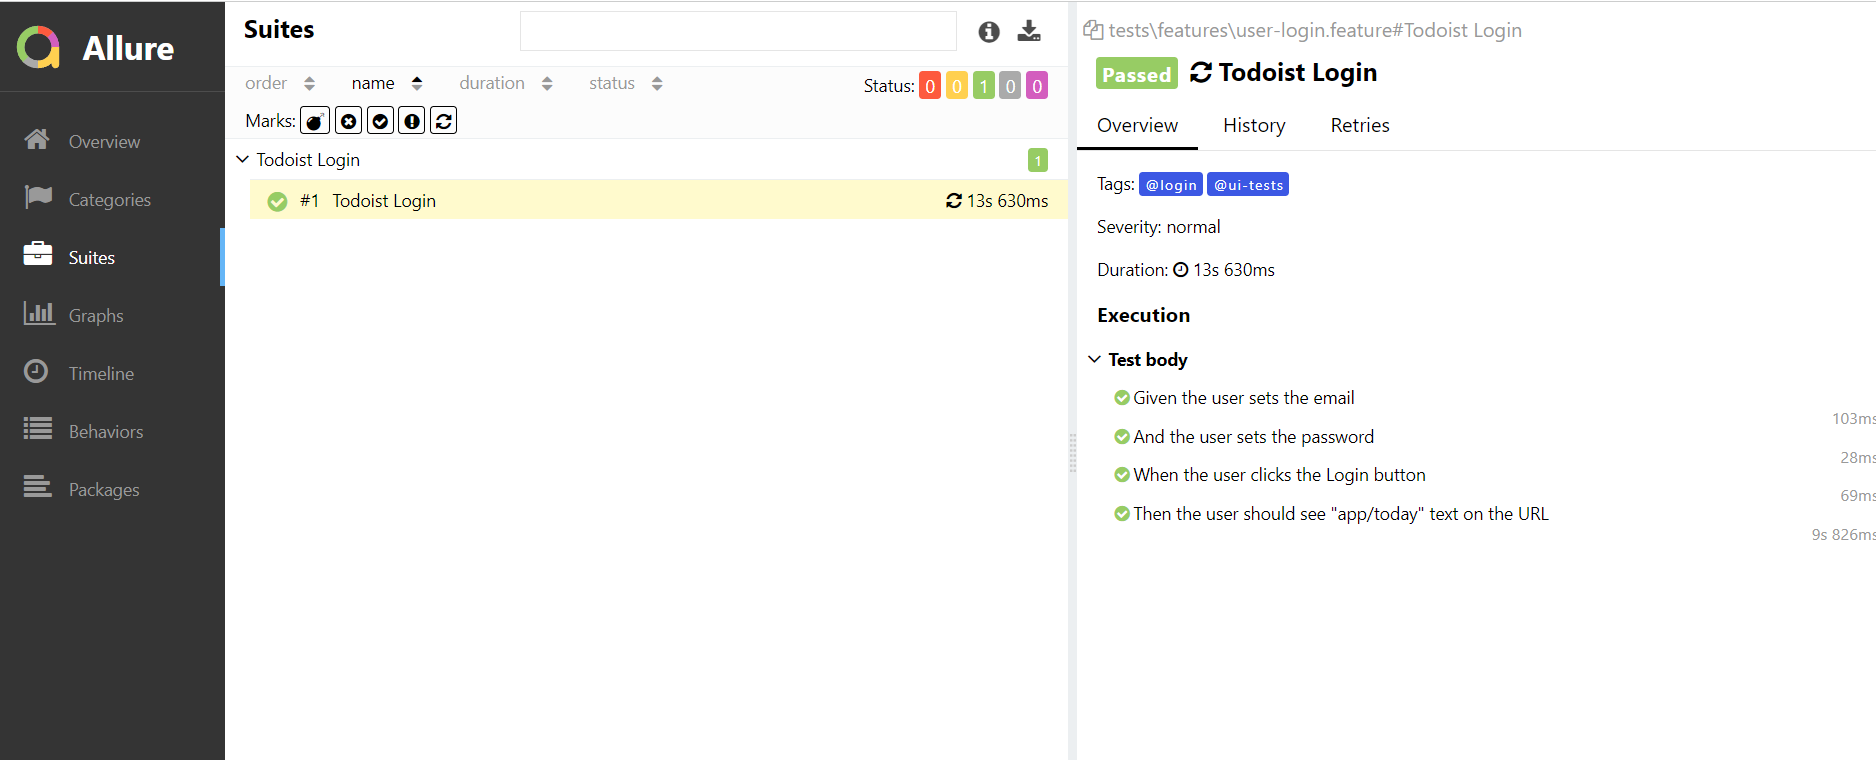 Allure
Overview
Categories
Suites
Graphs
Timeline
Behaviors
Packages
Suites
order name duration status
Status: 0 0 1 0 0
Marks:
Todoist Login 1
#1 Todoist Login 13s 630ms
tests\features\user-login.feature#Todoist Login
Passed Todoist Login
Overview History Retries
Tags: @login @ui-tests
Severity: normal
Duration: 13s 630ms
Execution
Test body
Given the user sets the email
103ms
And the user sets the password
28ms
When the user clicks the Login button
69ms
Then the user should see "app/today" text on the URL
9s 826ms